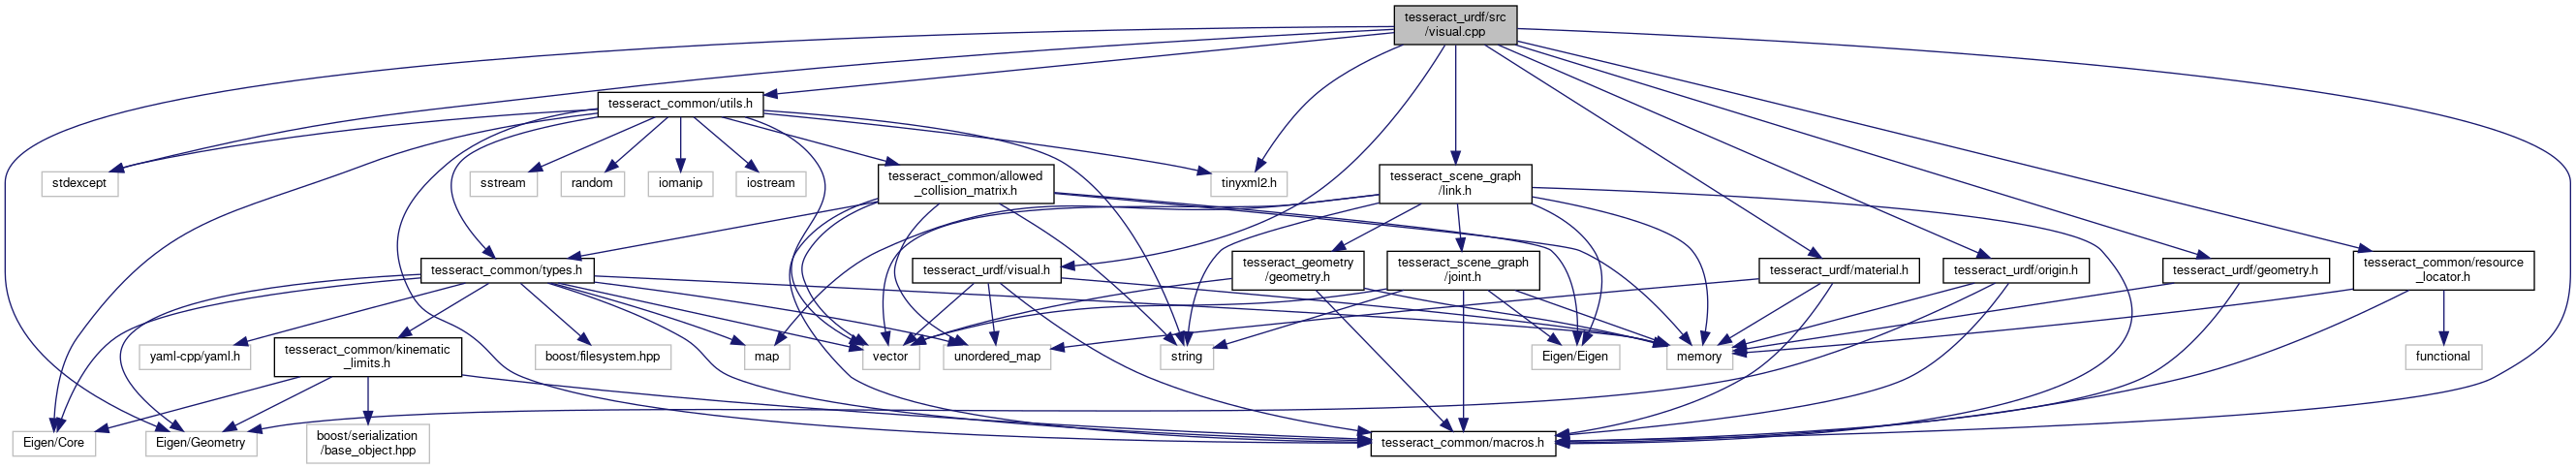 tesseract_urdf/src
/visual.cpp
tesseract_common/utils.h
stdexcept
sstream
random
iomanip
iostream
tesseract_common/allowed
_collision_matrix.h
tinyxml2.h
tesseract_scene_graph
/link.h
tesseract_common/types.h
tesseract_urdf/visual.h
tesseract_geometry
/geometry.h
tesseract_scene_graph
/joint.h
tesseract_urdf/material.h
tesseract_urdf/origin.h
tesseract_urdf/geometry.h
tesseract_common/resource
_locator.h
yaml-cpp/yaml.h
tesseract_common/kinematic
_limits.h
boost/filesystem.hpp
map
vector
unordered_map
string
Eigen/Eigen
memory
functional
Eigen/Core
Eigen/Geometry
boost/serialization
/base_object.hpp
tesseract_common/macros.h